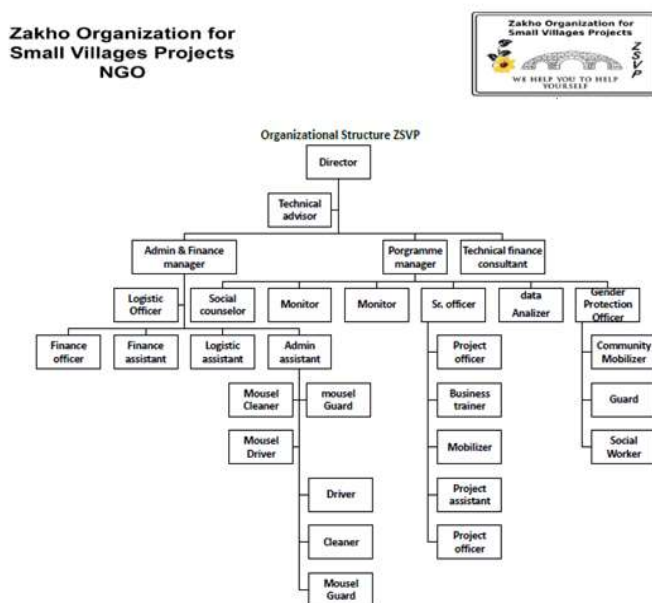 Zakho Organization for
Small Villages Projects
NGO
Zakho Organization for
Small Villages Projects
ZSVP
WE HELP YOU TO HELP
YOURSELF
Organizational Structure ZSVP
Director
Technical
advisor
Admin & Finance
manager
Porgramme
manager
Technical finance
consultant
Logistic
Officer
Social
counselor
Monitor
Monitor
Sr. officer
data
Analizer
Gender
Protection
Officer
Finance
officer
Finance
assistant
Logistic
assistant
Admin
assistant
Project
officer
Community
Mobilizer
Mousel
Cleaner
mousel
Guard
Business
trainer
Guard
Mousel
Driver
Mobilizer
Social
Worker
Driver
Project
assistant
Cleaner
Project
officer
Mousel
Guard